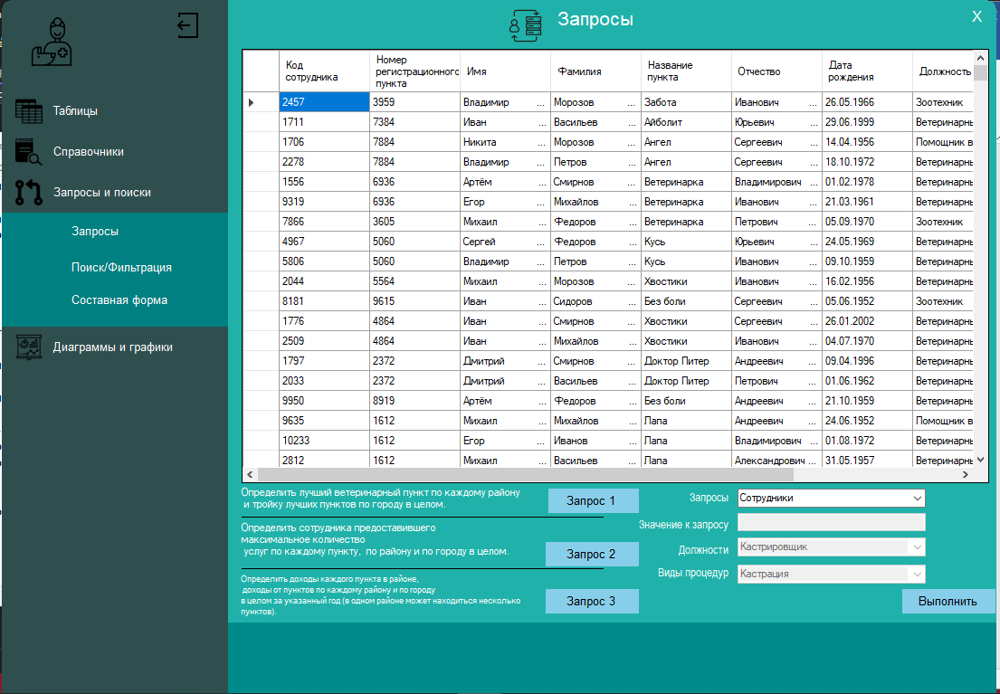 Запросы
X
Таблицы
Справочники
Запросы и поиски
Запросы
Поиск/Фильтрация
Составная форма
Диаграммы и графики
Код сотрудника Номер регистрационного пункта Имя Фамилия Название пункта Отчество Дата рождения Должность
2457 3959 Владимир ... Морозов ... Забота Иванович ... 26.05.1966 Зоотехник
1711 7384 Иван ... Васильев ... Айболит Юрьевич ... 29.06.1999 Ветеринарн
1706 7884 Никита ... Морозов ... Ангел Сергеевич ... 14.04.1956 Помощник в
2278 7884 Владимир ... Петров ... Ангел Сергеевич ... 18.10.1972 Ветеринарны
1556 6936 Артём ... Смирнов ... Ветеринарка Владимирович ... 01.02.1978 Ветеринарны
9319 6936 Егор ... Михайлов ... Ветеринарка Иванович ... 21.03.1961 Ветеринарны
7866 3605 Михаил ... Федоров ... Ветеринарка Петрович ... 05.09.1970 Зоотехник
4967 5060 Сергей ... Федоров ... Кусь Юрьевич ... 24.05.1969 Ветеринарны
5806 5060 Владимир ... Петров ... Кусь Иванович ... 09.10.1959 Ветеринарны
2044 5564 Михаил ... Морозов ... Хвостики Иванович ... 16.02.1956 Ветеринарны
8181 9615 Иван ... Сидоров ... Без боли Сергеевич ... 05.06.1952 Зоотехник
1776 4864 Иван ... Смирнов ... Хвостики Сергеевич ... 26.01.2002 Ветеринарны
2509 4864 Иван ... Михайлов ... Хвостики Иванович ... 04.07.1970 Ветеринарны
1797 2372 Дмитрий ... Смирнов ... Доктор Питер Андреевич ... 09.04.1996 Ветеринарны
2033 2372 Дмитрий ... Васильев ... Доктор Питер Петрович ... 01.06.1962 Ветеринарны
9950 8919 Артём ... Федоров ... Без боли Андреевич ... 21.10.1959 Ветеринарны
9635 1612 Михаил ... Михайлов ... Лапа Андреевич ... 24.06.1952 Помощник в
10233 1612 Егор ... Иванов ... Лапа Владимирович ... 01.08.1972 Ветеринарны
2812 1612 Михаил ... Васильев ... Лапа Александрович ... 31.05.1957 Ветеринарны
Определить лучший ветеринарный пункт по каждому району
и тройку лучших пунктов по городу в целом.
Запрос 1
Определить сотрудника предоставившего
максимальное количество
услуг по каждому пункту, по району и по городу в целом.
Запрос 2
Определить доходы каждого пункта в районе,
доходы от пунктов по каждому району и по городу
в целом за указанный год (в одном районе может находиться несколько
пунктов).
Запрос 3
Запросы Сотрудники
Значение к запросу
Должности Кастрировщик
Виды процедур Кастрация
Выполнить